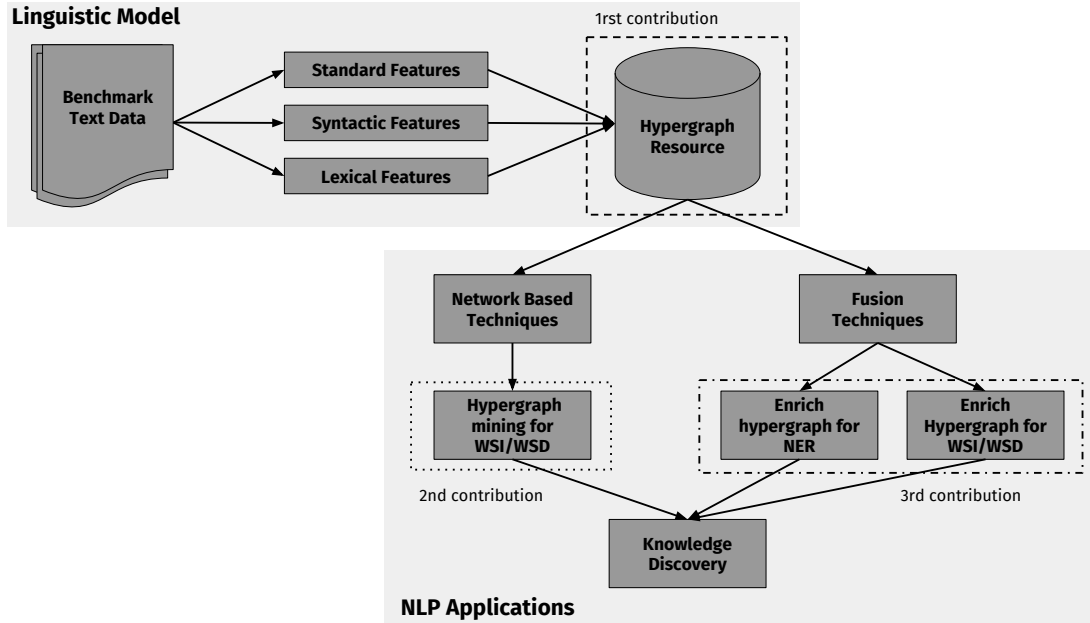 Linguistic Model
1rst contribution
Benchmark
Text Data
Standard Features
Syntactic Features
Lexical Features
Hypergraph
Resource
Network Based
Techniques
Fusion
Techniques
Hypergraph
mining for
WSI/WSD
Enrich
hypergraph for
NER
Enrich
Hypergraph for
WSI/WSD
2nd contribution
3rd contribution
Knowledge
Discovery
NLP Applications